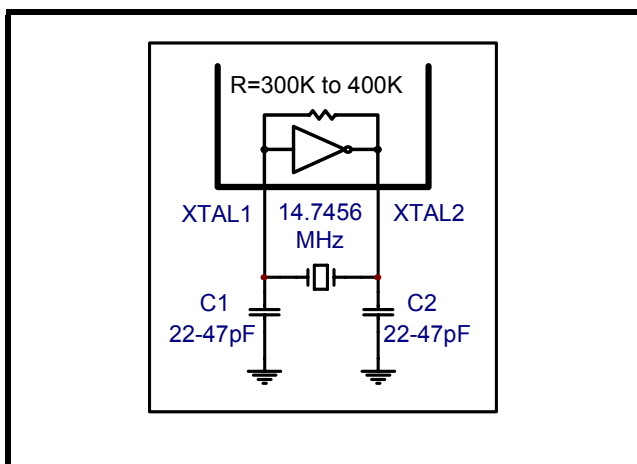 R=300K to 400K
XTAL1 14.7456 XTAL2
MHz
C1 C2
22-47pF 22-47pF